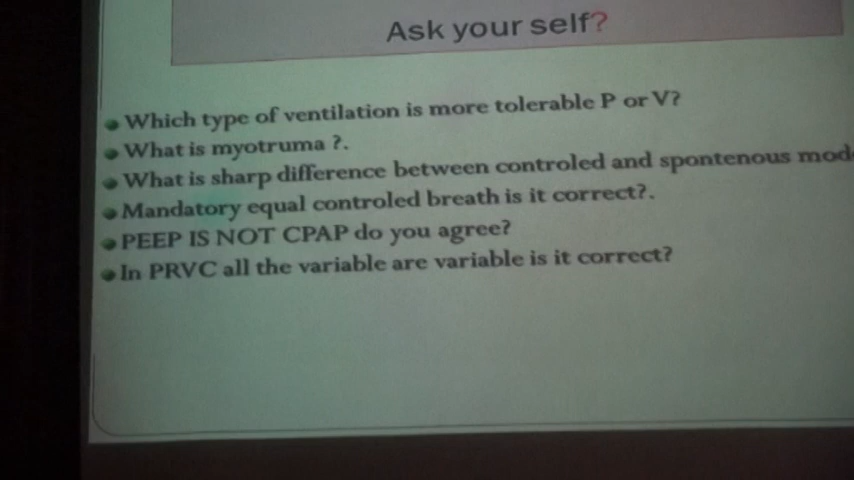 Ask your self?
Which type of ventilation is more tolerable P or V?
What is myotruma ?.
What is sharp difference between controled and spontenous mod
Mandatory equal controled breath is it correct?.
PEEP IS NOT CPAP do you agree?
In PRVC all the variable are variable is it correct?